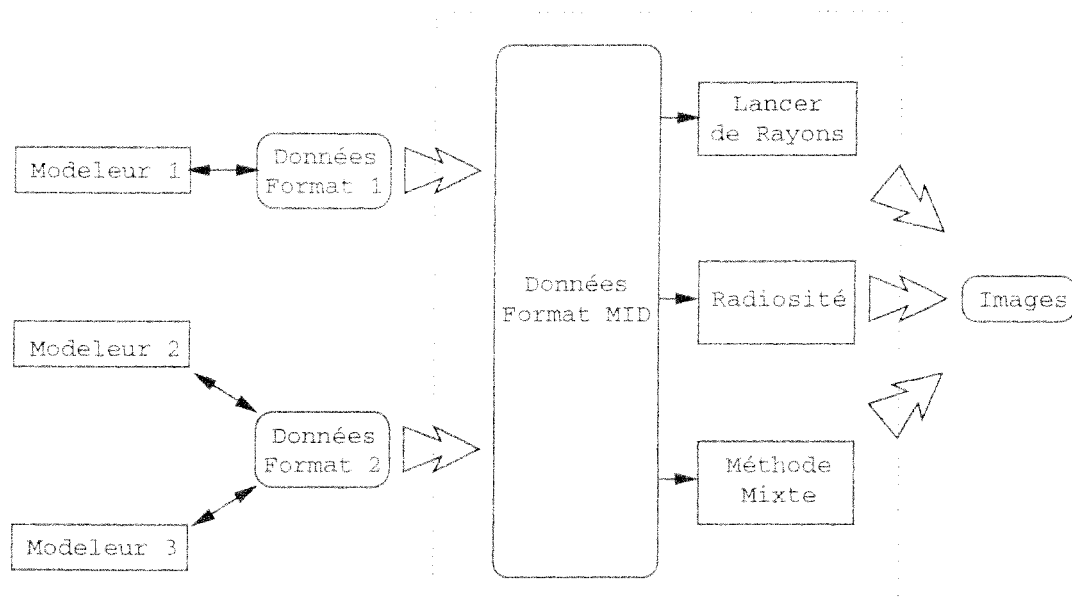 Modeleur 1
Données
Format 1
Modeleur 2
Données
Format 2
Modeleur 3
Données
Format MID
Lancer
de Rayons
Radiosité
Méthode
Mixte
Images